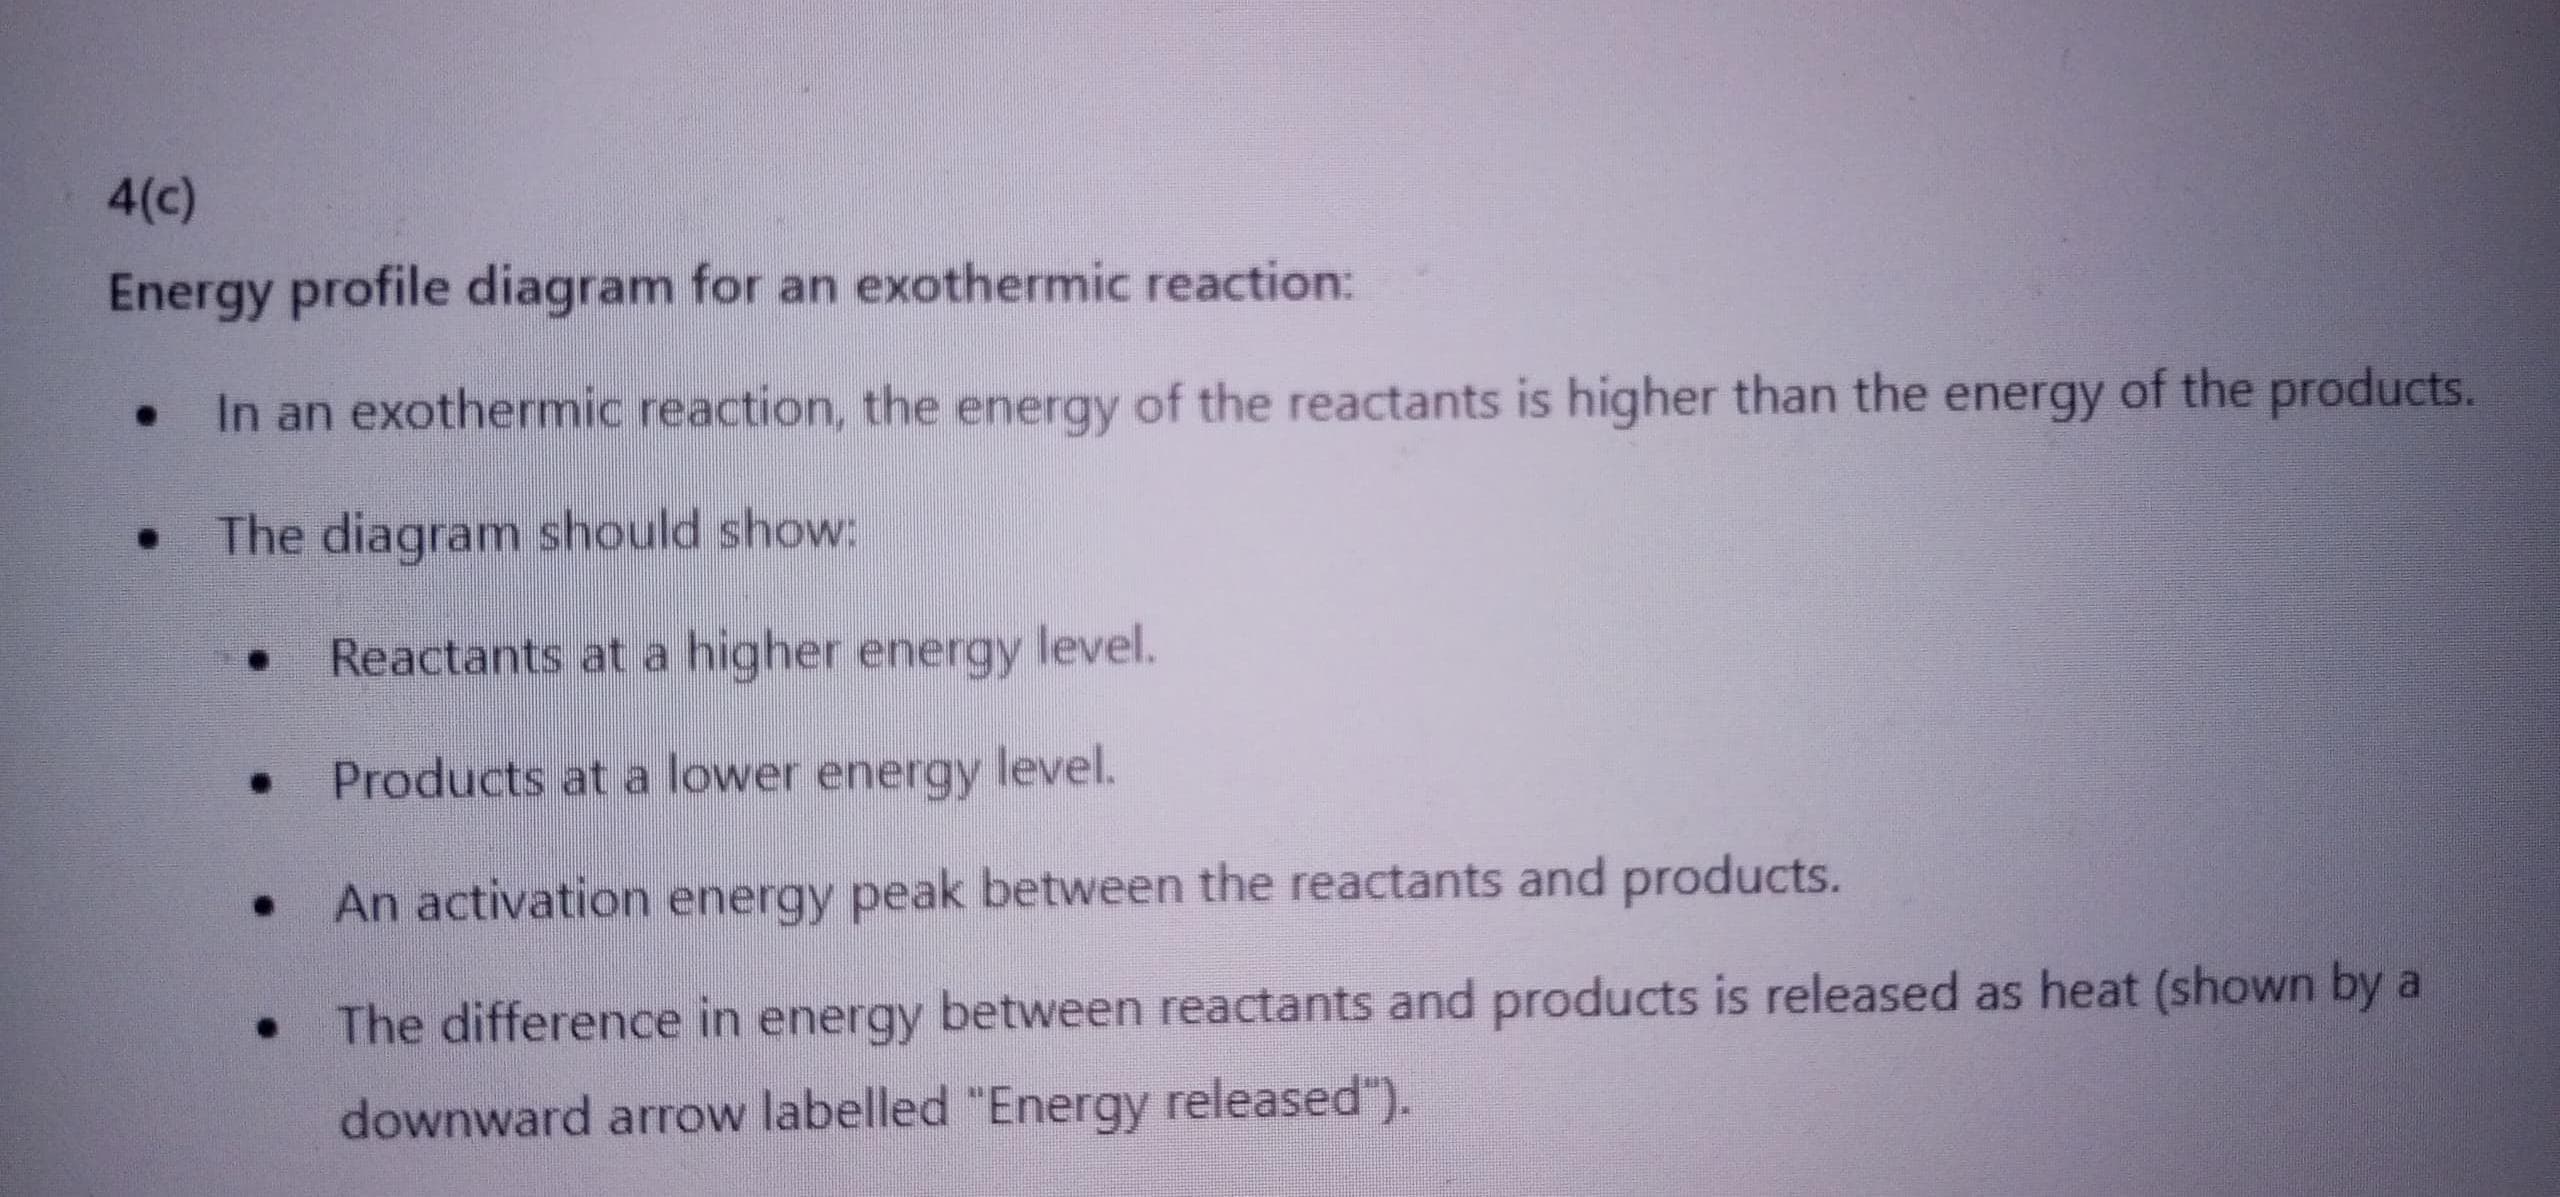 4(c)
Energy profile diagram for an exothermic reaction:
• In an exothermic reaction, the energy of the reactants is higher than the energy of the products.
• The diagram should show:
• Reactants at a higher energy level.
• Products at a lower energy level.
• An activation energy peak between the reactants and products.
• The difference in energy between reactants and products is released as heat (shown by a
downward arrow labelled "Energy released").